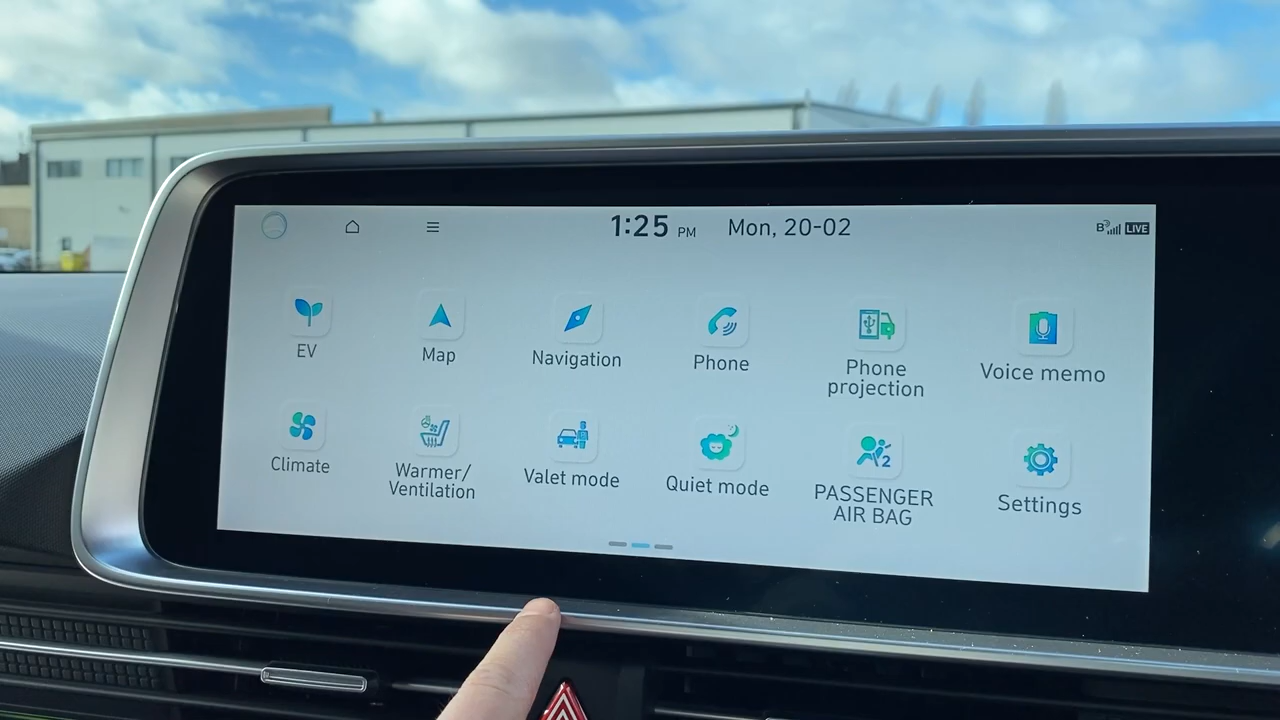 1:25 PM Mon, 20-02 B LIVE
EV
Map
Navigation
Phone
Phone
projection
Voice memo
Climate
Warmer/
Ventilation
Valet mode
Quiet mode
PASSENGER
AIR BAG
2
Settings